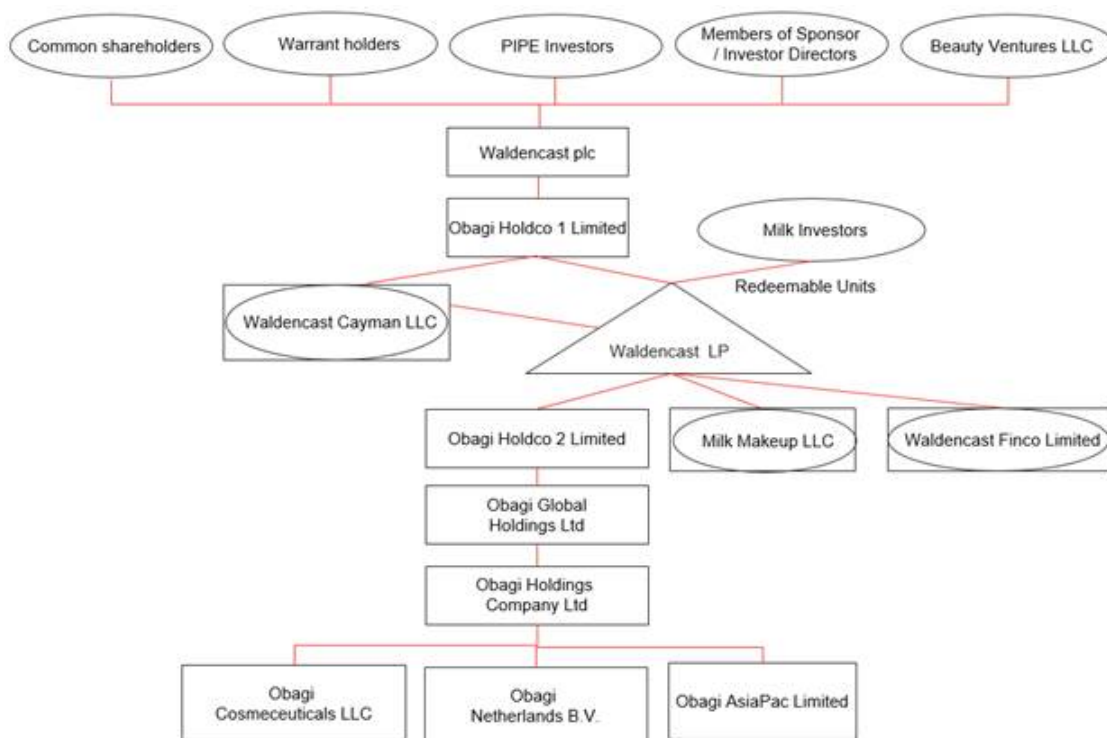 Common shareholders
Warrant holders
PIPE Investors
Members of Sponsor
/ Investor Directors
Beauty Ventures LLC
Waldencast plc
Obagi Holdco 1 Limited
Milk Investors
Redeemable Units
Waldencast Cayman LLC
Waldencast LP
Obagi Holdco 2 Limited
Milk Makeup LLC
Waldencast Finco Limited
Obagi Global
Holdings Ltd
Obagi Holdings
Company Ltd
Obagi
Cosmeceuticals LLC
Obagi
Netherlands B.V.
Obagi AsiaPac Limited